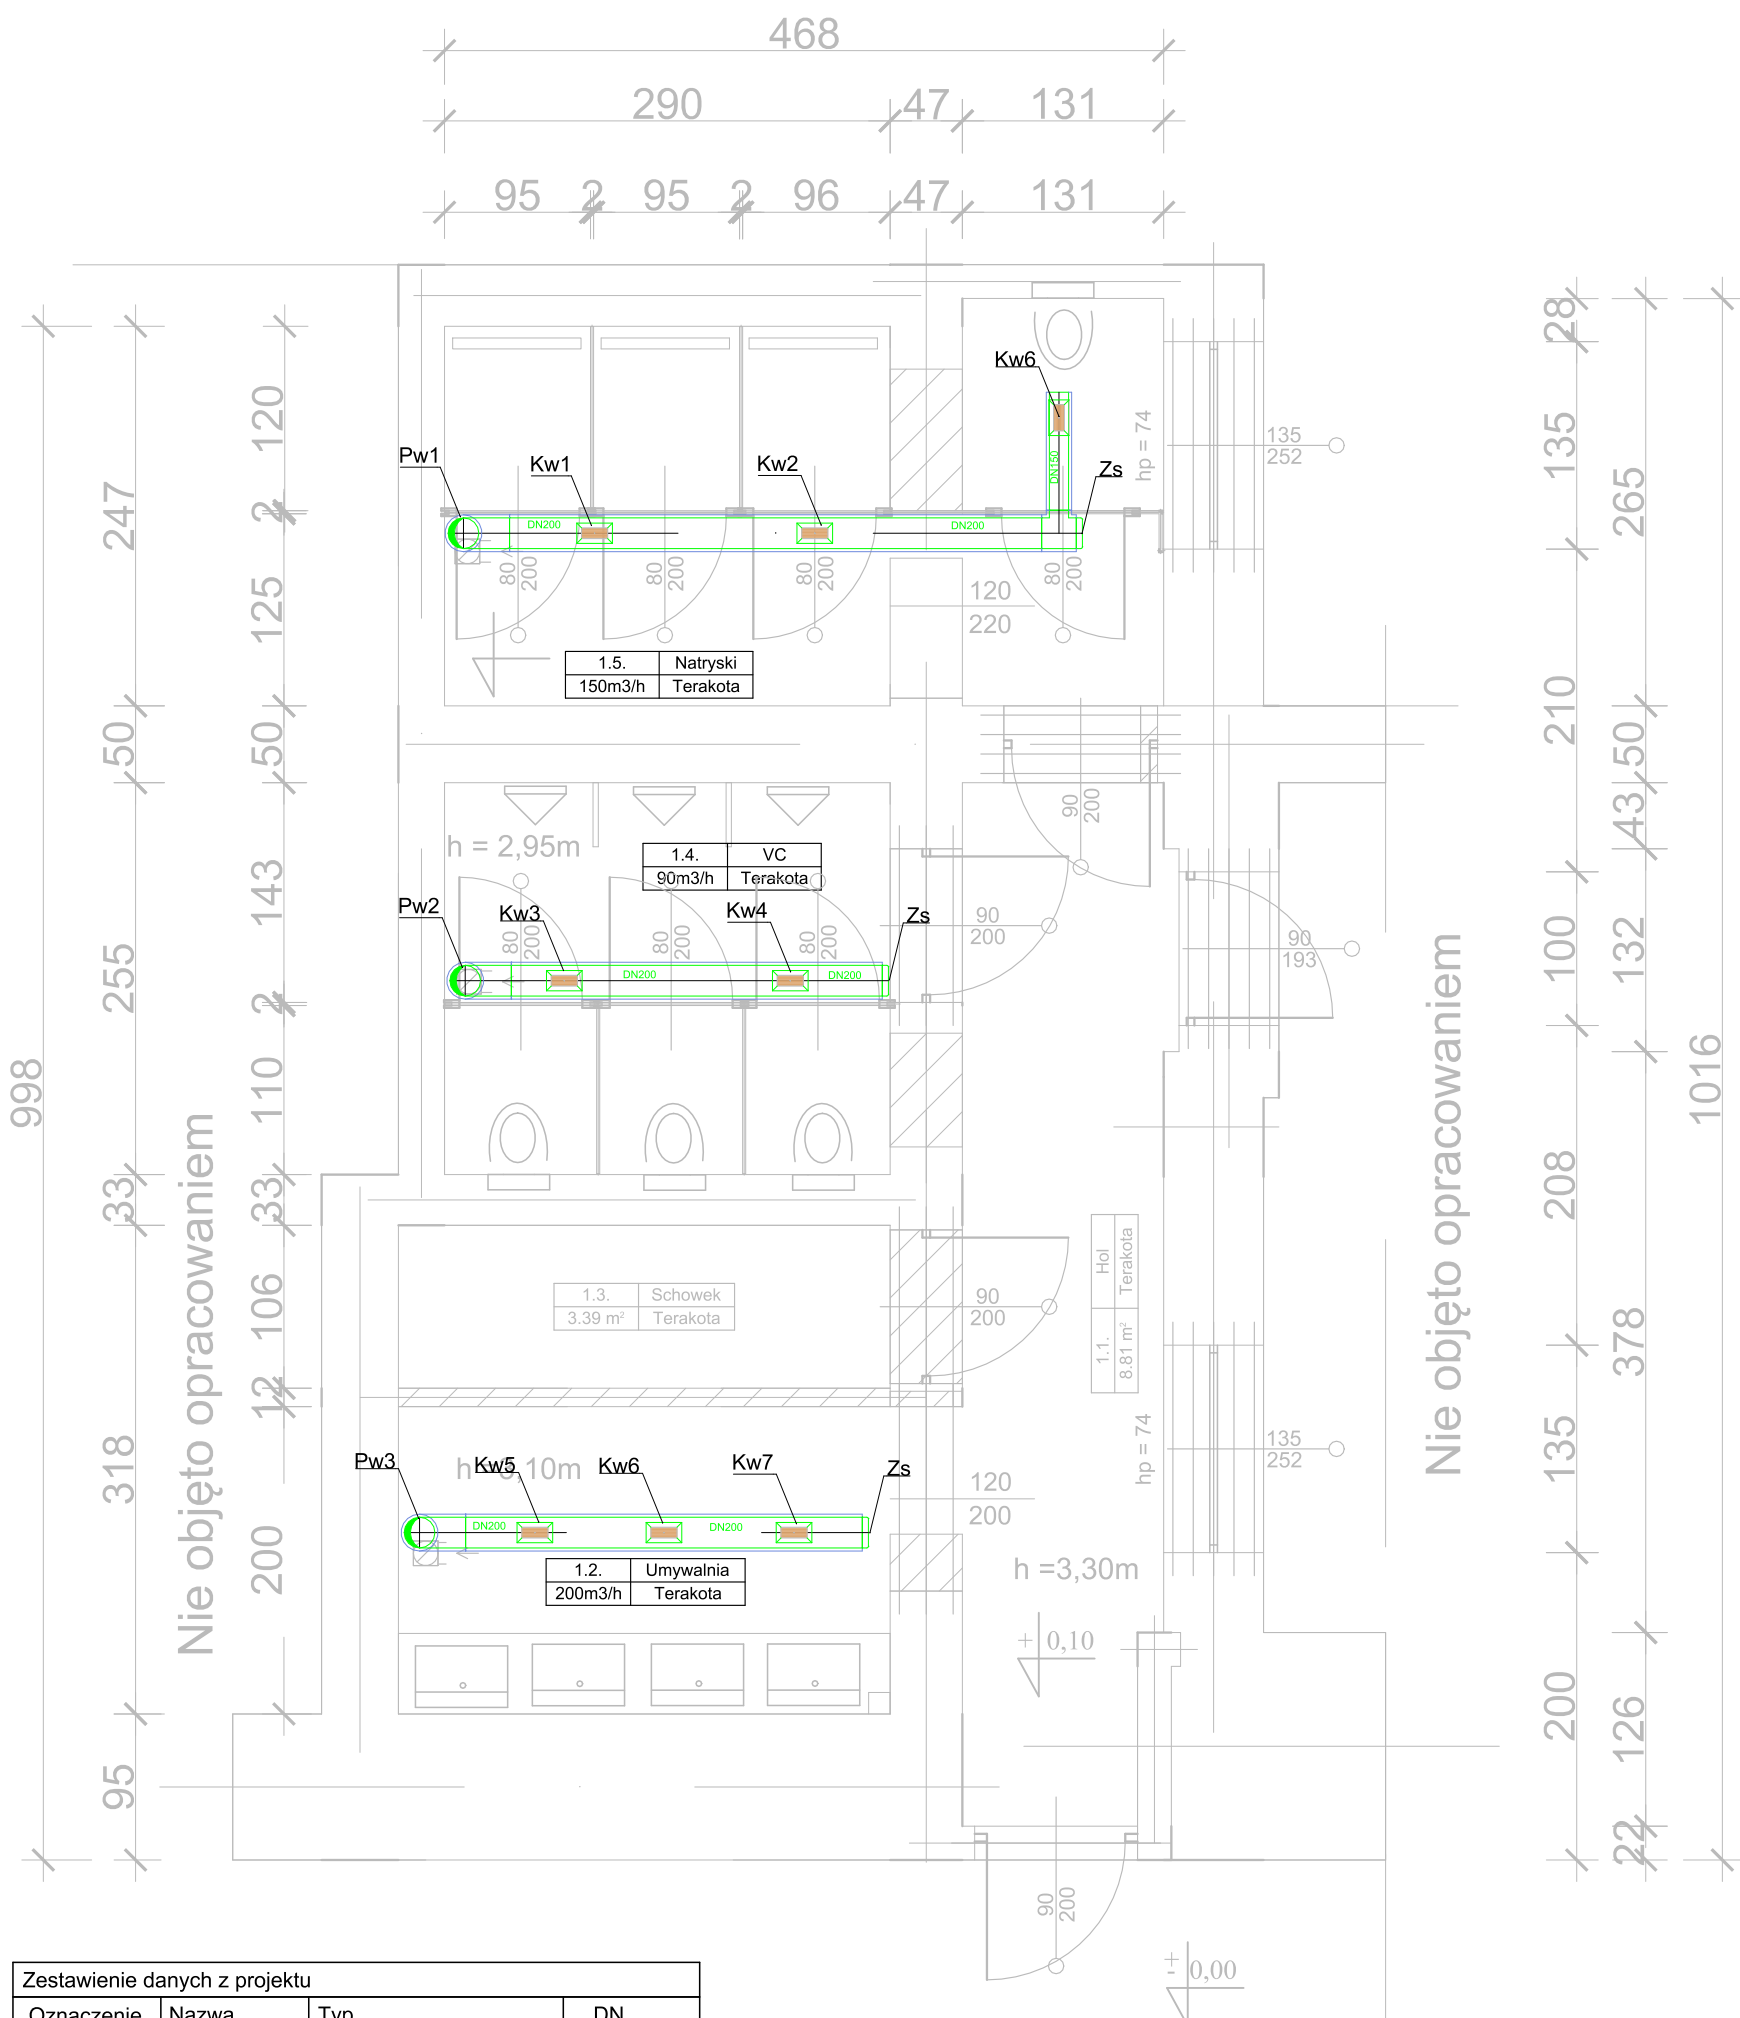 468
290 47 131
95 2 95 2 96 47 131
Kw6
Pw1 Kw1 Kw2 Zs
DN200 DN200 DN150
hp = 74
135
252
80
200
80
200
80
200
80
200
120
220
1.5. Natryski
150m3/h Terakota
90
200
h = 2,95m
1.4. VC
90m3/h Terakota
Pw2 Kw3 Kw4 Zs
80
200
80
200
80
200
DN200 DN200
90
200
90
193
1.3. Schowek
3.39 m² Terakota
90
200
1.1. Hol
8.81 m² Terakota
hp = 74
135
252
Pw3 Kw5 Kw6 Kw7 Zs
,10m
DN200 DN200
120
200
1.2. Umywalnia
200m3/h Terakota
h =3,30m
+ 0,10
90
200
± 0,00
998
247
50
255
33
318
95
120
2
125
50
143
2
110
33
106
12
200
Nie objęto opracowaniem
Nie objęto opracowaniem
28
135
210
100
208
135
200
265
50
43
132
378
126
22
1016
Zestawienie danych z projektu
Oznaczenie Nazwa Typ DN